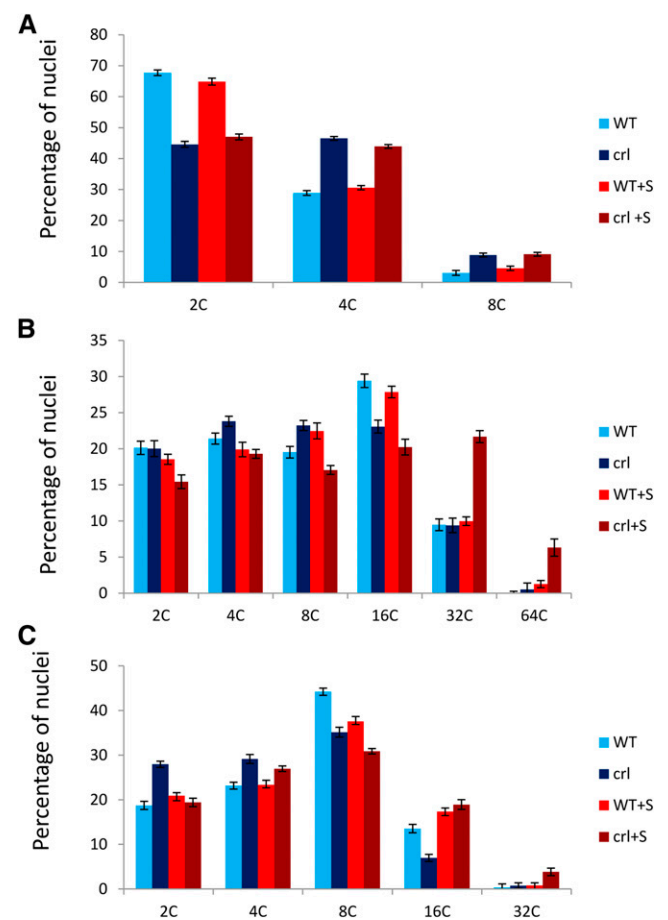 A
Percentage of nuclei
80
70
60
50
40
30
20
10
0
2C 4C 8C
WT
crl
WT+S
crl +S
B
Percentage of nuclei
35
30
25
20
15
10
5
0
2C 4C 8C 16C 32C 64C
WT
crl
WT+S
crl+S
C
Percentage of nuclei
50
40
30
20
10
0
2C 4C 8C 16C 32C
WT
crl
WT+S
crl+S